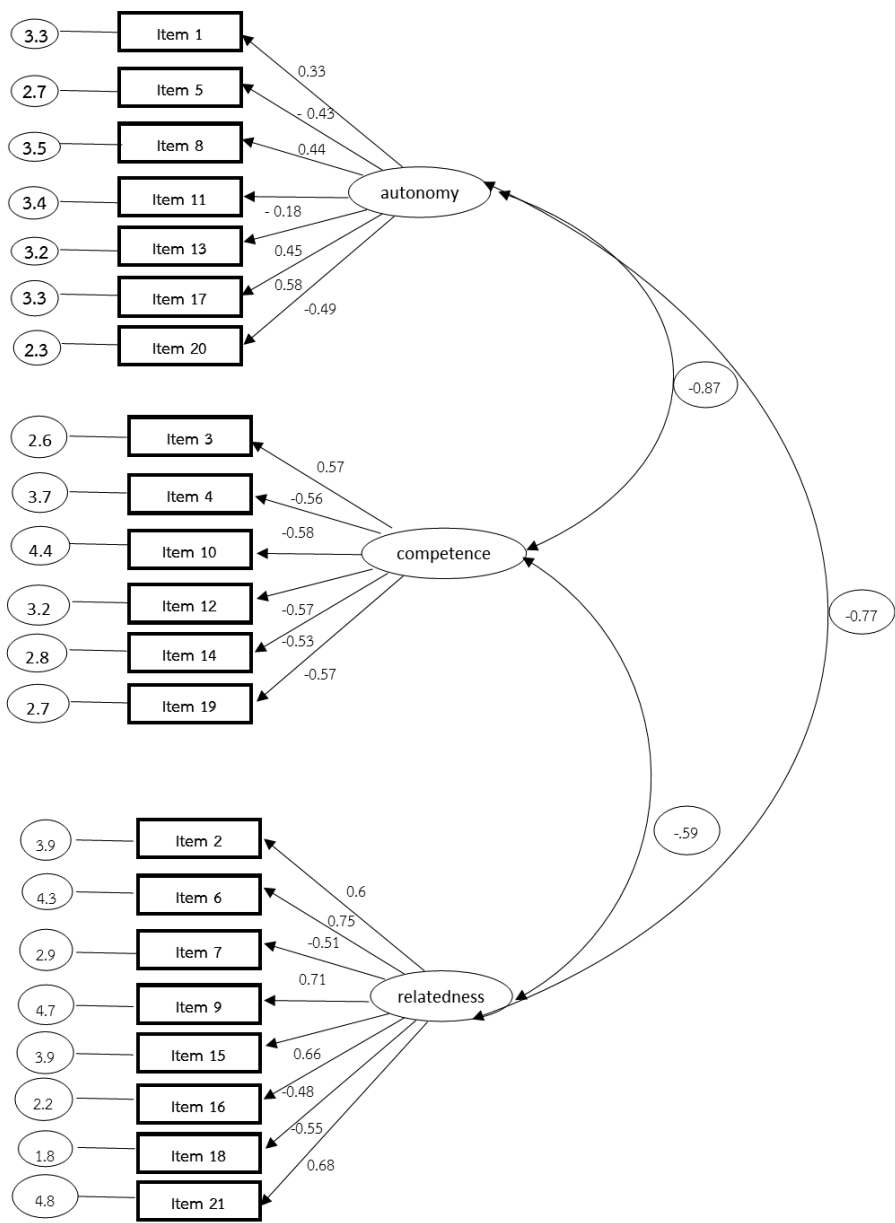 3.3 Item 1
0.33
2.7 Item 5
- 0.43
3.5 Item 8
0.44
autonomy
3.4 Item 11
- 0.18
3.2 Item 13
0.45
3.3 Item 17
0.58
-0.49
2.3 Item 20
-0.87
2.6 Item 3
0.57
3.7 Item 4
-0.56
-0.58
4.4 Item 10
competence
3.2 Item 12
-0.57
-0.53
2.8 Item 14
-0.57
2.7 Item 19
-0.77
-.59
3.9 Item 2
0.6
4.3 Item 6
0.75
-0.51
2.9 Item 7
0.71
relatedness
4.7 Item 9
3.9 Item 15
0.66
-0.48
2.2 Item 16
-0.55
1.8 Item 18
0.68
4.8 Item 21